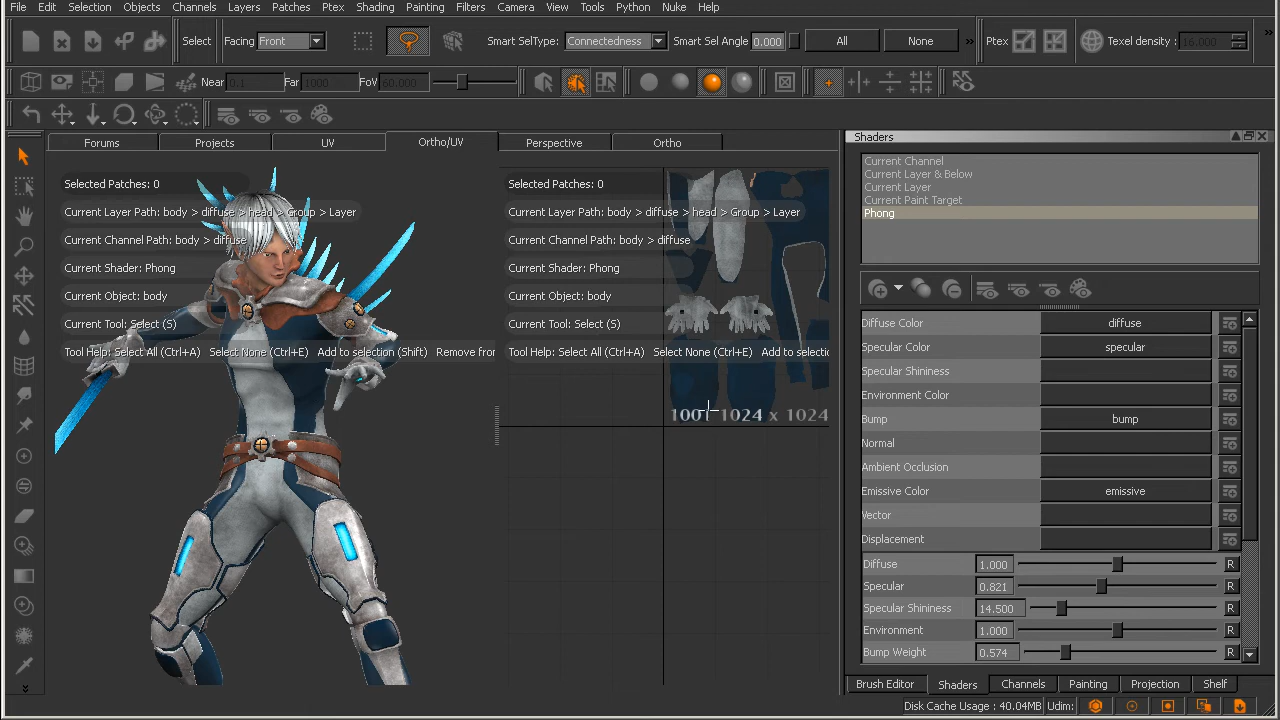 File Edit Selection Objects Channels Layers Patches Ptex Shading Painting Filters Camera View Tools Python Nuke Help
Select Facing Front Smart SelType: Connectedness Smart Sel Angle 0.000 All None » Ptex Texel density: 16.000 »
Near 0.1 Far 1000 FoV 60.000
Forums Projects UV Ortho/UV Perspective Ortho
Selected Patches: 0
Current Layer Path: body > diffuse > head > Group > Layer
Current Channel Path: body > diffuse
Current Shader: Phong
Current Object: body
Current Tool: Select (S)
Tool Help: Select All (Ctrl+A) Select None (Ctrl+E) Add to selection (Shift) Remove fror
Selected Patches: 0
Current Layer Path: body > diffuse > head > Group > Layer
Current Channel Path: body > diffuse
Current Shader: Phong
Current Object: body
Current Tool: Select (S)
Tool Help: Select All (Ctrl+A) Select None (Ctrl+E) Add to selectio
1001 1024 x 1024
Shaders
Current Channel
Current Layer & Below
Current Layer
Current Paint Target
Phong
Diffuse Color diffuse
Specular Color specular
Specular Shininess
Environment Color
Bump bump
Normal
Ambient Occlusion
Emissive Color emissive
Vector
Displacement
Diffuse 1.000 R
Specular 0.821 R
Specular Shininess 14.500 R
Environment 1.000 R
Bump Weight 0.574 R
Brush Editor Shaders Channels Painting Projection Shelf
Disk Cache Usage : 40.04MB Udim: